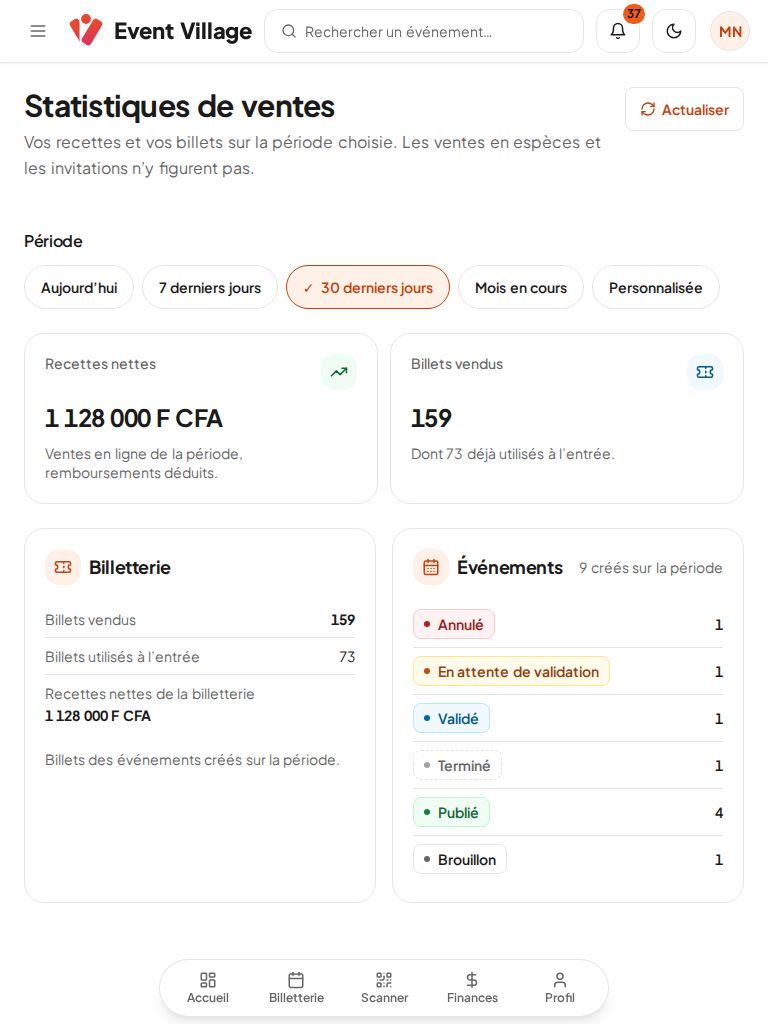 Event Village
Rechercher un événement…
37
MN
Statistiques de ventes
Actualiser
Vos recettes et vos billets sur la période choisie. Les ventes en espèces et
les invitations n’y figurent pas.
Période
Aujourd’hui
7 derniers jours
✓ 30 derniers jours
Mois en cours
Personnalisée
Recettes nettes
1 128 000 F CFA
Ventes en ligne de la période,
remboursements déduits.
Billets vendus
159
Dont 73 déjà utilisés à l’entrée.
Billetterie
Billets vendus 159
Billets utilisés à l’entrée 73
Recettes nettes de la billetterie
1 128 000 F CFA
Billets des événements créés sur la période.
Événements 9 créés sur la période
Annulé 1
En attente de validation 1
Validé 1
Terminé 1
Publié 4
Brouillon 1
Accueil
Billetterie
Scanner
Finances
Profil